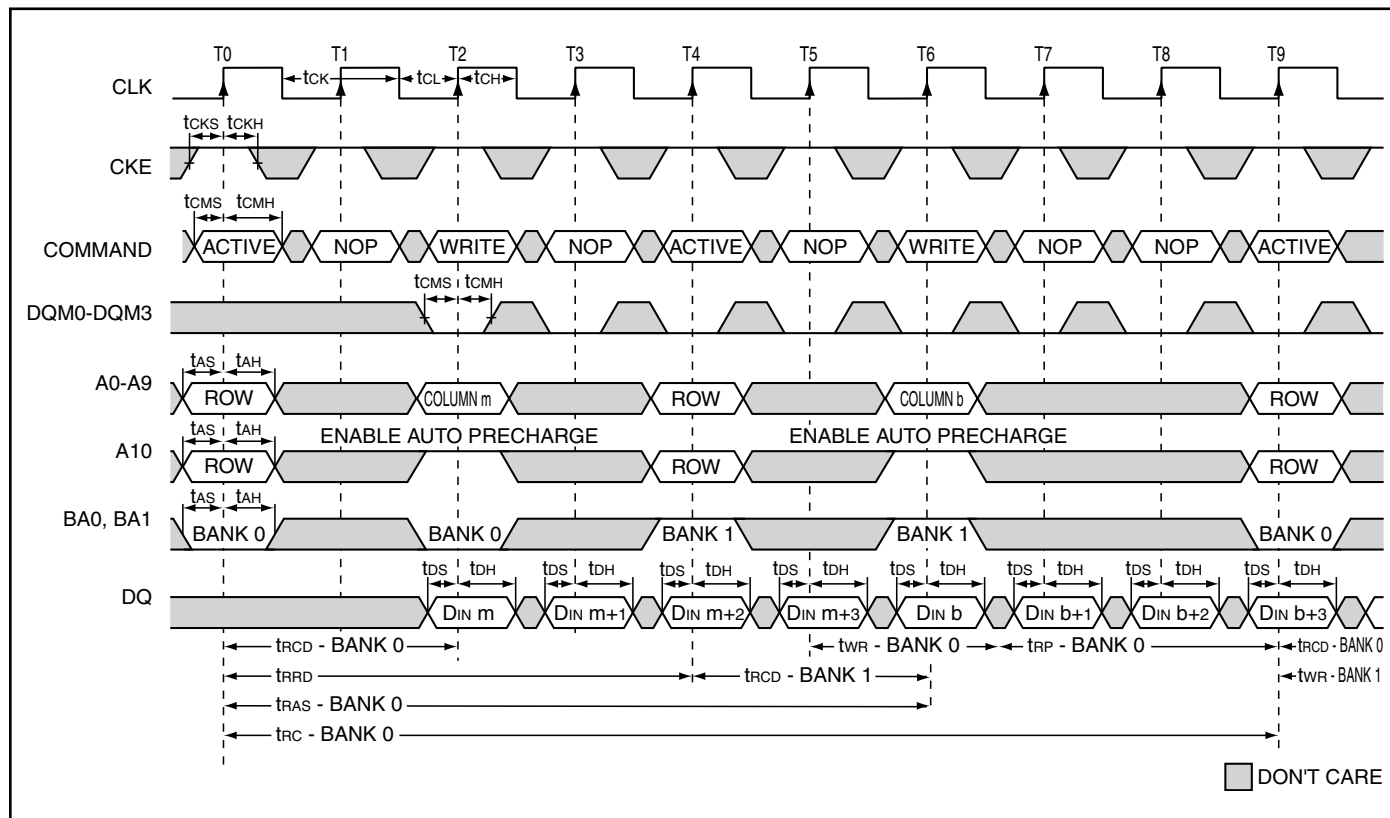 T0 T1 T2 T3 T4 T5 T6 T7 T8 T9
CLK tCK tCL tCH
tCKS tCKH
CKE
tCMS tCMH
COMMAND ACTIVE NOP WRITE NOP ACTIVE NOP WRITE NOP NOP ACTIVE
tCMS tCMH
DQM0-DQM3
tAS tAH
A0-A9 ROW COLUMN m ROW COLUMN b ROW
tAS tAH ENABLE AUTO PRECHARGE ENABLE AUTO PRECHARGE
A10 ROW ROW ROW
tAS tAH
BA0, BA1 BANK 0 BANK 0 BANK 1 BANK 1 BANK 0
tDS tDH tDS tDH tDS tDH tDS tDH tDS tDH tDS tDH tDS tDH tDS tDH
DQ DIN m DIN m+1 DIN m+2 DIN m+3 DIN b DIN b+1 DIN b+2 DIN b+3
tRCD - BANK 0 tWR - BANK 0 tRP - BANK 0 tRCD - BANK 0
tRRD tRCD - BANK 1 tWR - BANK 1
tRAS - BANK 0
tRC - BANK 0
DON'T CARE